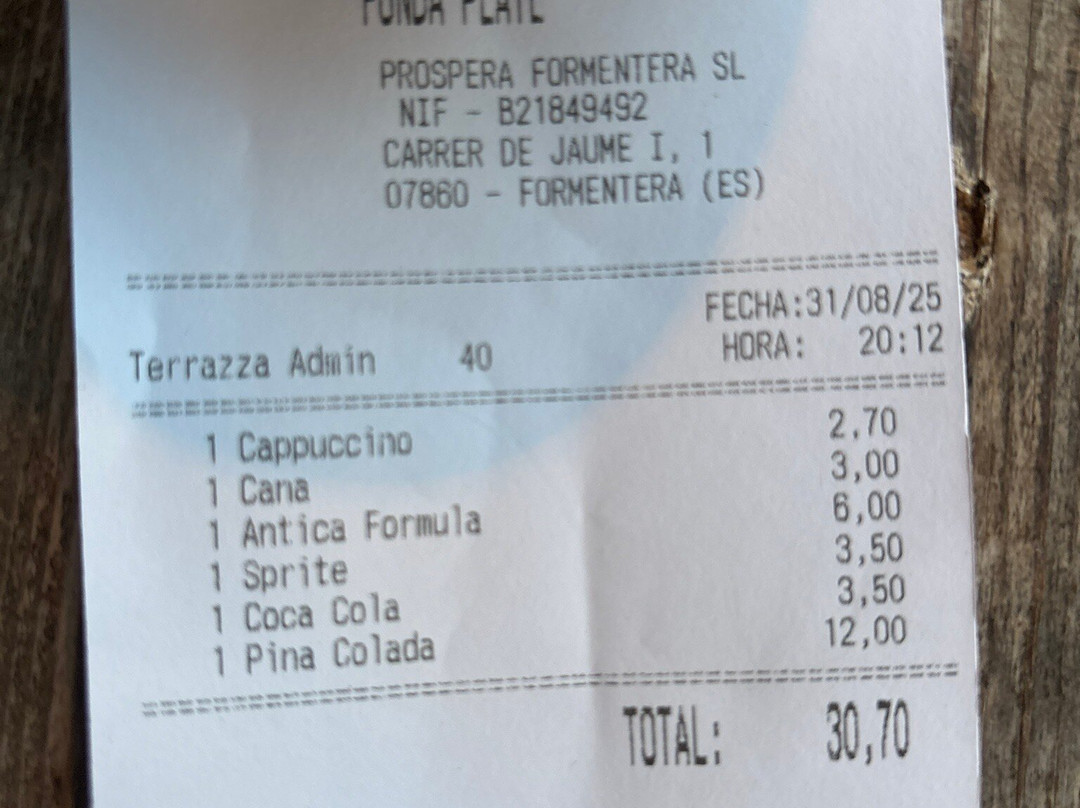 FONDA PLATE
PROSPERA FORMENTERA SL
NIF - B21849492
CARRER DE JAUME I, 1
07860 - FORMENTERA (ES)
FECHA:31/08/25
Terrazza Admin 40 HORA: 20:12
1 Cappuccino 2,70
1 Cana 3,00
1 Antica Formula 6,00
1 Sprite 3,50
1 Coca Cola 3,50
1 Pina Colada 12,00
TOTAL: 30,70